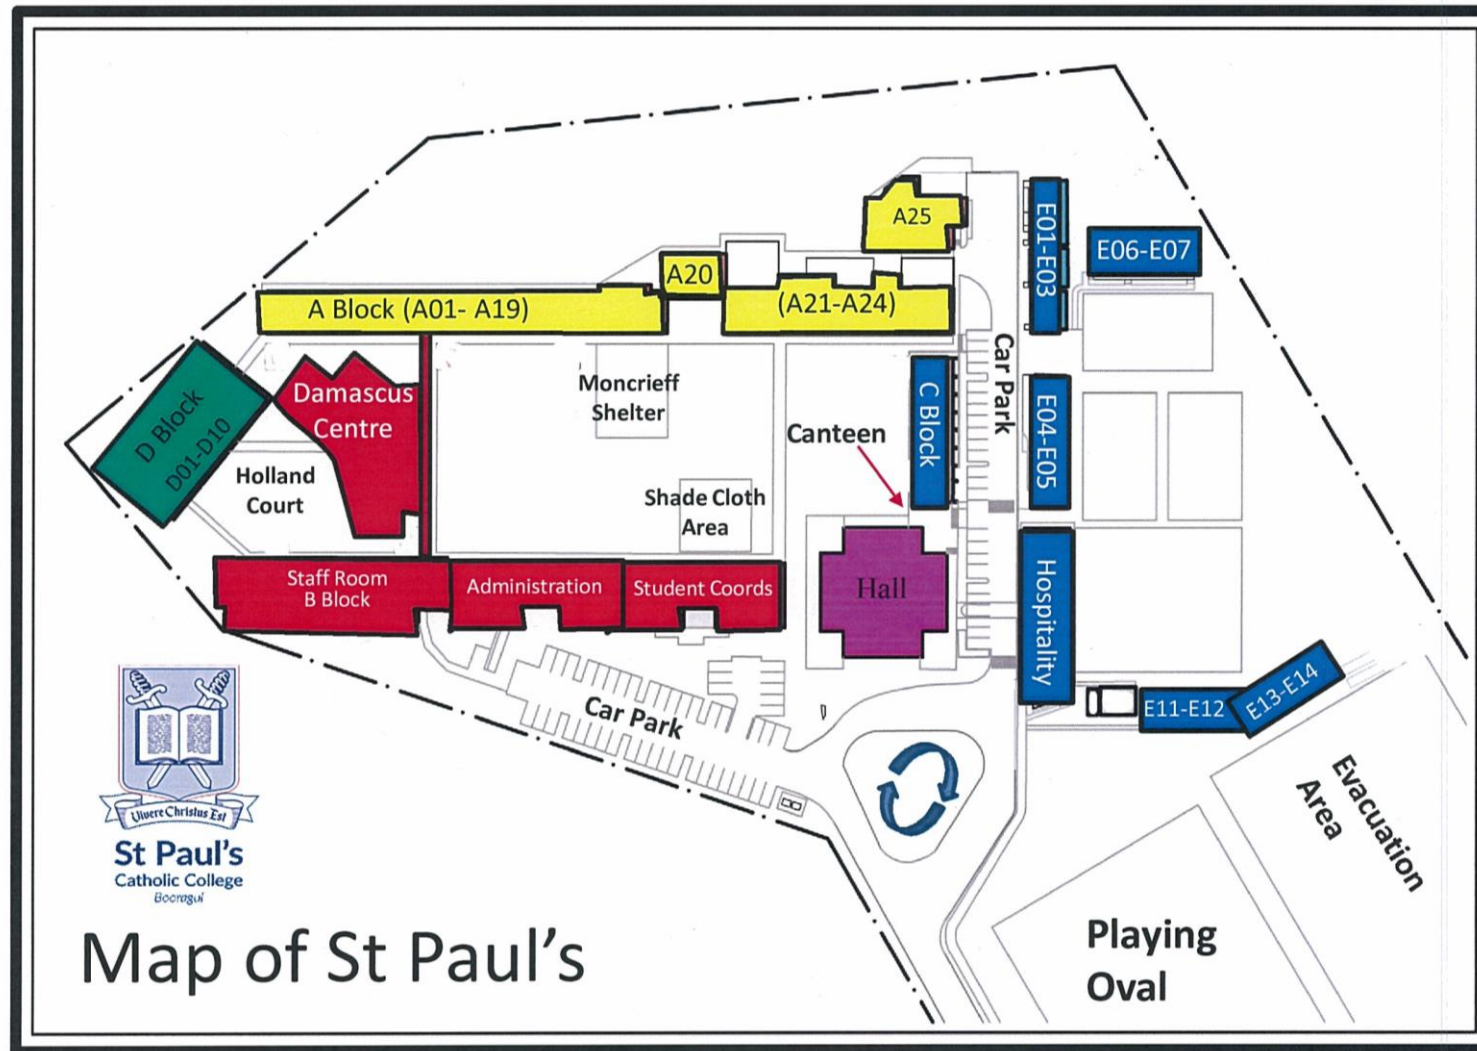 A25
E01-E03
E06-E07
A20
A Block (A01- A19)
(A21-A24)
Car Park
Damascus
Centre
Moncrieff
Shelter
C Block
E04-E05
D Block
D01-D10
Canteen
Holland
Court
Shade Cloth
Area
Staff Room
B Block
Administration
Student Coords
Hall
Hospitality
E11-E12
E13-E14
Car Park
Evacuation
Area
Vivere Christus Est
St Paul's
Catholic College
Booragul
Playing
Oval
Map of St Paul's